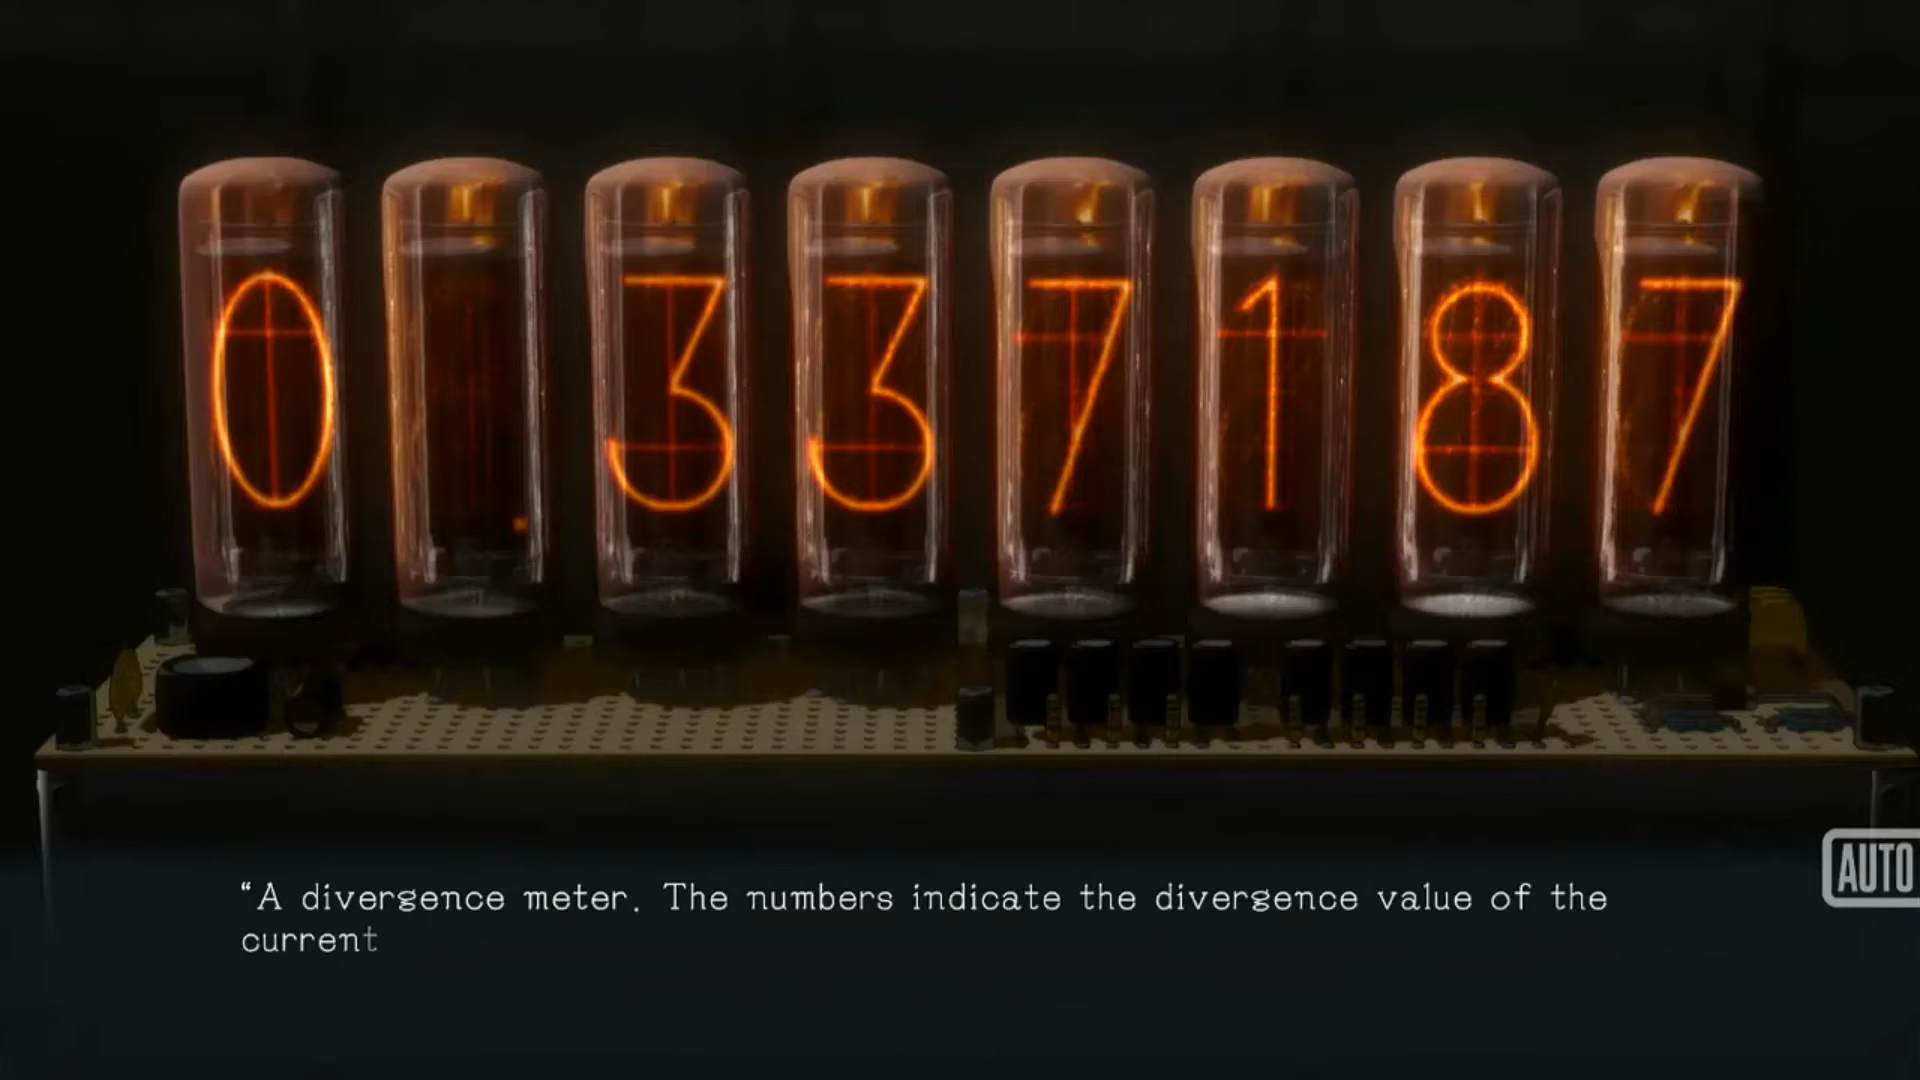 0.337187
AUTO
“A divergence meter. The numbers indicate the divergence value of the
current